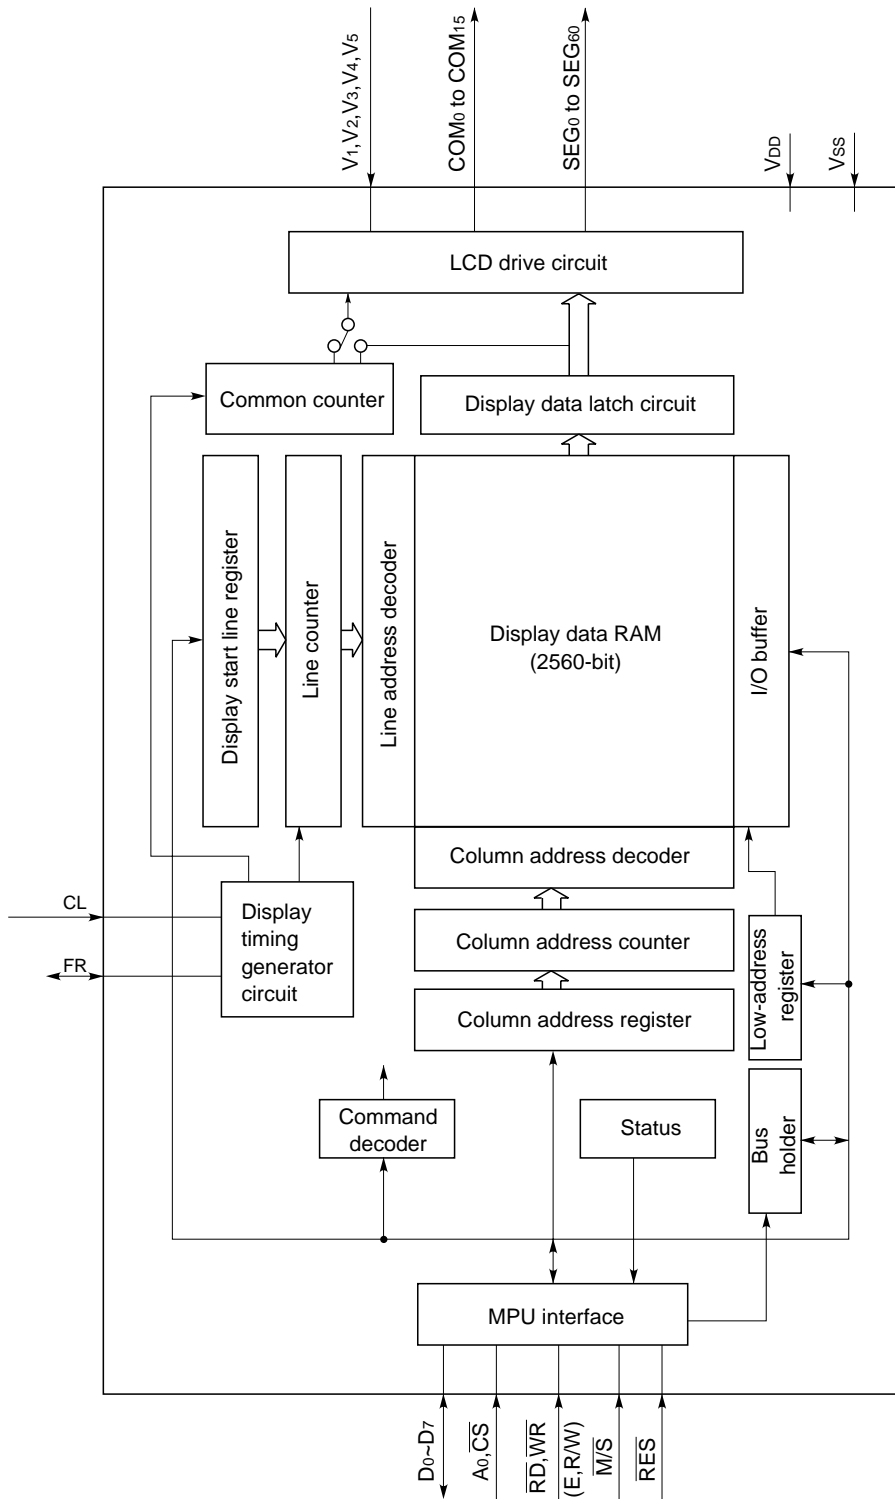 V1,V2,V3,V4,V5
COM0 to COM15
SEG0 to SEG60
VDD
VSS
LCD drive circuit
Common counter
Display data latch circuit
Display start line register
Line counter
Line address decoder
Display data RAM
(2560-bit)
I/O buffer
Column address decoder
CL
FR
Display
timing
generator
circuit
Column address counter
Column address register
Low-address
register
Command
decoder
Status
Bus
holder
MPU interface
D0~D7
A0,CS
RD,WR
(E,R/W)
M/S
RES